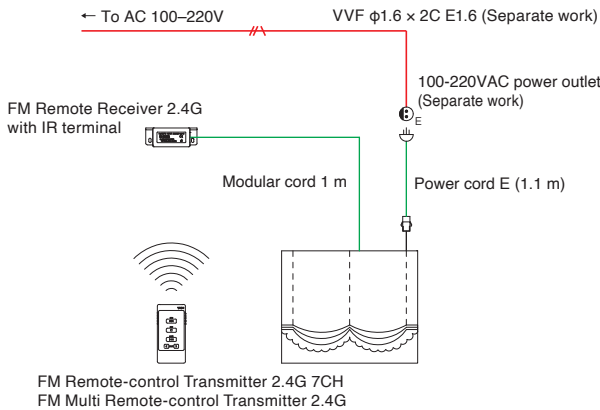 ← To AC 100–220V
VVF φ1.6 × 2C E1.6 (Separate work)
100-220VAC power outlet
(Separate work)
E
FM Remote Receiver 2.4G
with IR terminal
Modular cord 1 m
Power cord E (1.1 m)
FM Remote-control Transmitter 2.4G 7CH
FM Multi Remote-control Transmitter 2.4G